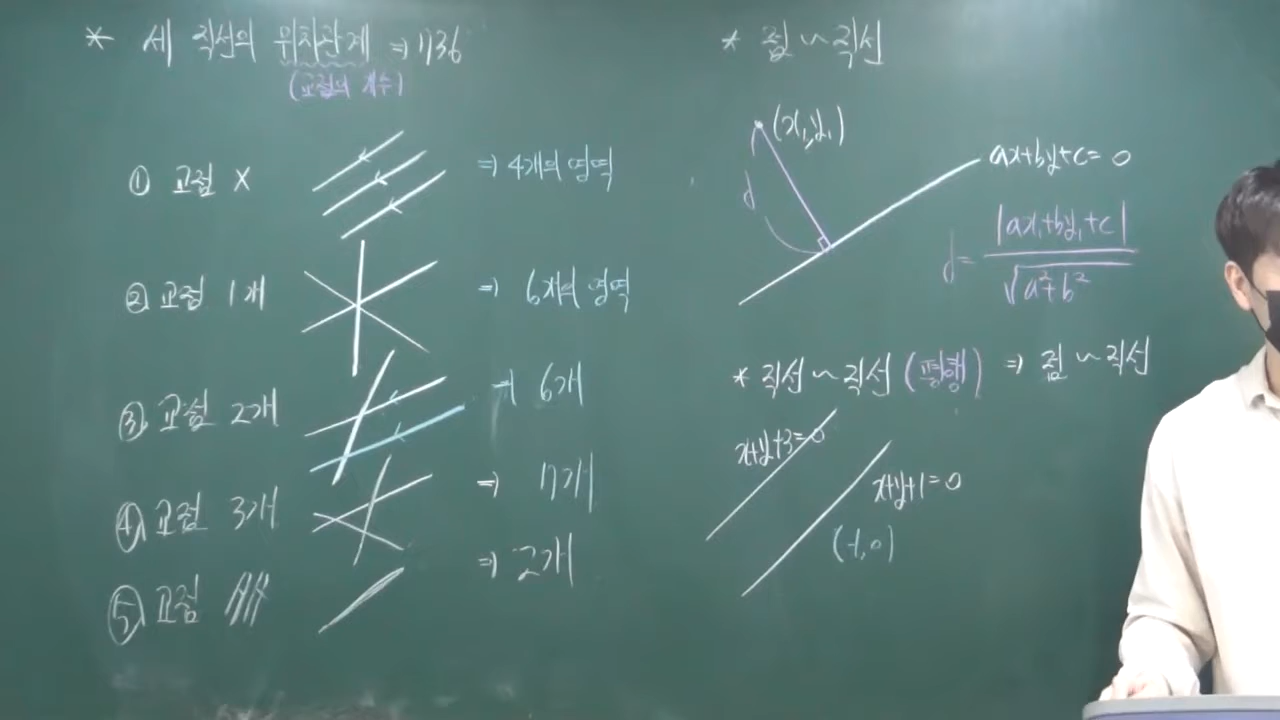 * 세 직선의 위치관계 ⇒ 1736
(교점의 개수)
① 교점 X ⇒ 4개의 영역
② 교점 1개 ⇒ 6개의 영역
③ 교점 2개 ⇒ 6개
④ 교점 3개 ⇒ 7개
⑤ 교점 ⇒ 2개
* 점 ~ 직선
(x₁,y₁)
ax+by+c=0
d
d = |ax₁+by₁+c| / √(a²+b²)
* 직선 ~ 직선 (평행) ⇒ 점 ~ 직선
x+y+3=0
x+y+1=0
(-1,0)